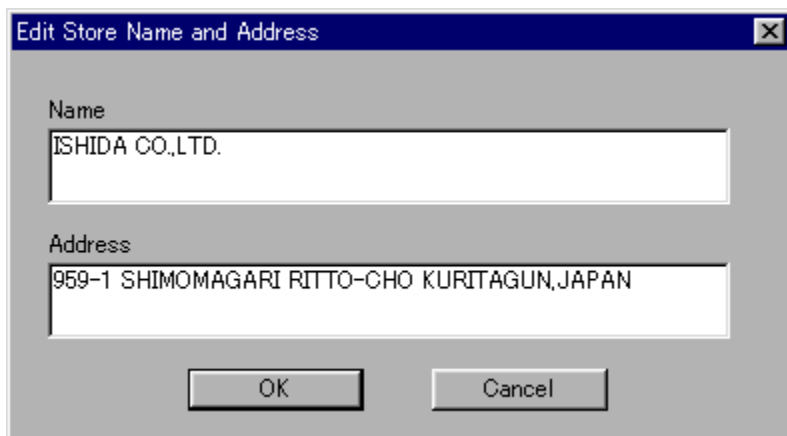 Edit Store Name and Address
Name
ISHIDA CO.,LTD.
Address
959-1 SHIMOMAGARI RITTO-CHO KURITAGUN,JAPAN
OK
Cancel